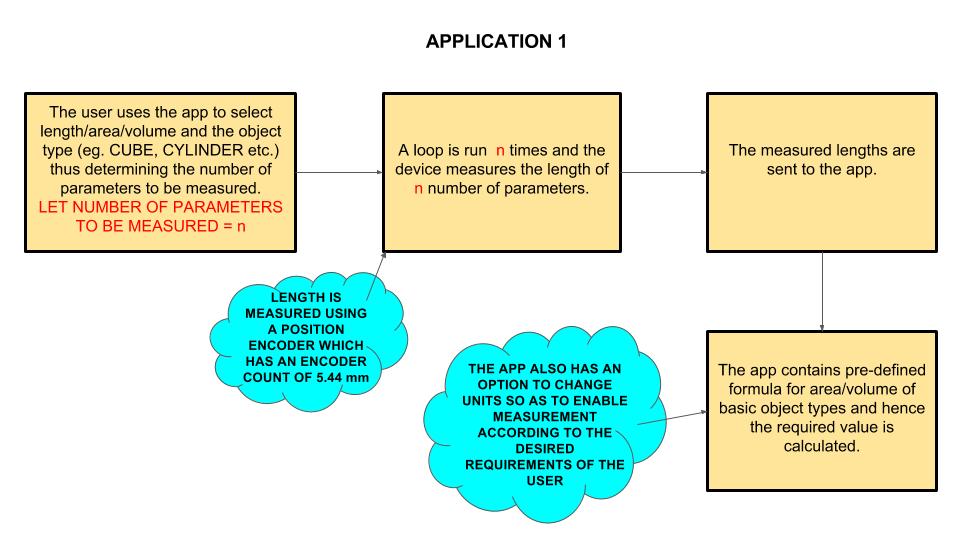 APPLICATION 1
The user uses the app to select
length/area/volume and the object
type (eg. CUBE, CYLINDER etc.)
thus determining the number of
parameters to be measured.
LET NUMBER OF PARAMETERS
TO BE MEASURED = n
A loop is run n times and the
device measures the length of
n number of parameters.
The measured lengths are
sent to the app.
LENGTH IS
MEASURED USING
A POSITION
ENCODER WHICH
HAS AN ENCODER
COUNT OF 5.44 mm
THE APP ALSO HAS AN
OPTION TO CHANGE
UNITS SO AS TO ENABLE
MEASUREMENT
ACCORDING TO THE
DESIRED
REQUIREMENTS OF THE
USER
The app contains pre-defined
formula for area/volume of
basic object types and hence
the required value is
calculated.